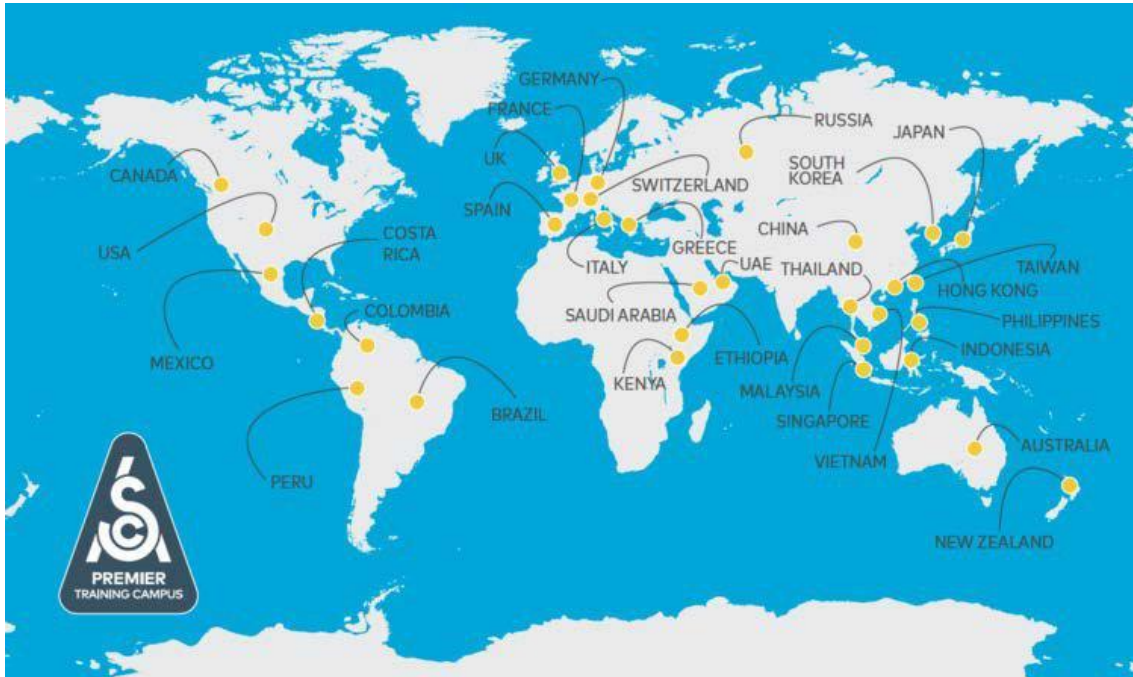 GERMANY
FRANCE
RUSSIA
JAPAN
UK
SOUTH
KOREA
CANADA
SWITZERLAND
SPAIN
CHINA
COSTA
RICA
USA
GREECE
ITALY
UAE
THAILAND
TAIWAN
HONG KONG
COLOMBIA
SAUDI ARABIA
PHILIPPINES
MEXICO
ETHIOPIA
INDONESIA
KENYA
MALAYSIA
BRAZIL
SINGAPORE
AUSTRALIA
VIETNAM
PERU
NEW ZEALAND
SCA
PREMIER
TRAINING CAMPUS